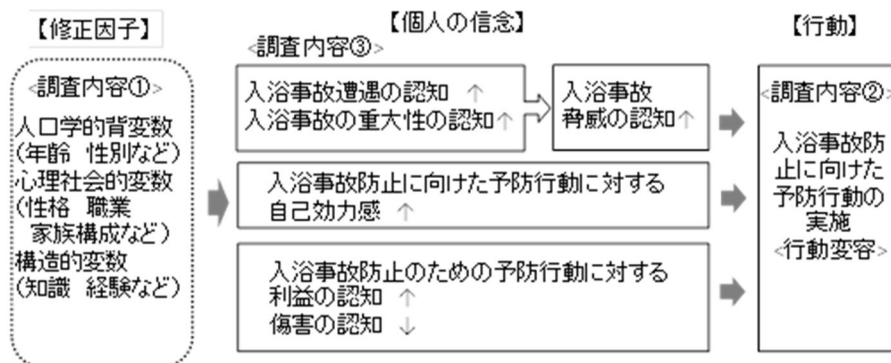 【修正因子】
【個人の信念】
【行動】
<調査内容①>
人口学的背変数
(年齢 性別など)
心理社会的変数
(性格 職業
家族構成など)
構造的変数
(知識 経験など)
<調査内容③>
入浴事故遭遇の認知 ↑
入浴事故の重大性の認知↑
入浴事故
脅威の認知↑
入浴事故防止に向けた予防行動に対する
自己効力感 ↑
入浴事故防止のための予防行動に対する
利益の認知 ↑
傷害の認知 ↓
<調査内容②>
入浴事故防
止に向けた
予防行動の
実施
<行動変容>